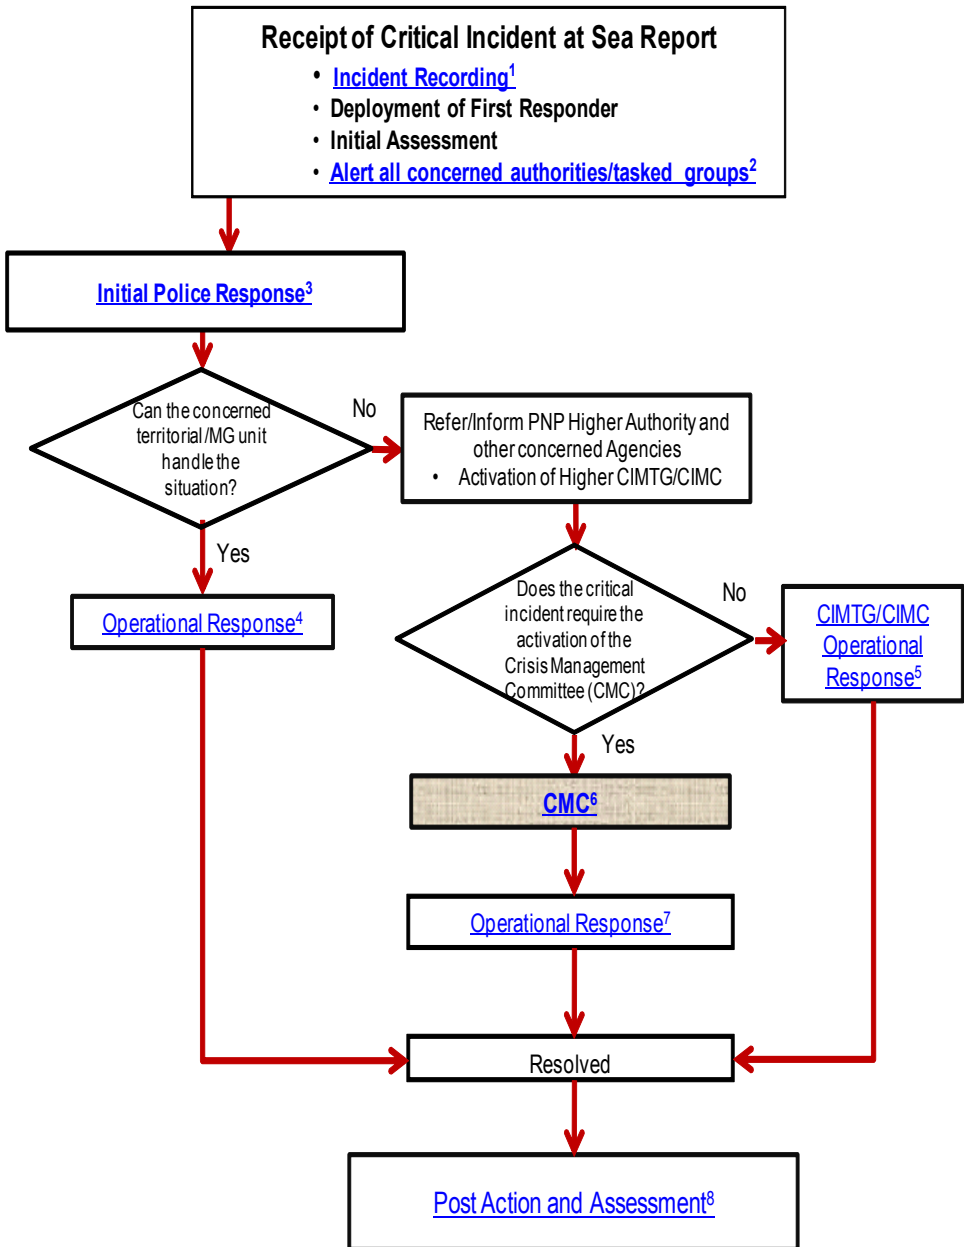 Receipt of Critical Incident at Sea Report
• Incident Recording¹
• Deployment of First Responder
• Initial Assessment
• Alert all concerned authorities/tasked groups²
Initial Police Response³
Can the concerned
territorial/MG unit
handle the
situation?
No
Refer/Inform PNP Higher Authority and
other concerned Agencies
• Activation of Higher CIMTG/CIMC
Yes
Operational Response⁴
Does the critical
incident require the
activation of the
Crisis Management
Committee (CMC)?
No
CIMTG/CIMC
Operational
Response⁵
Yes
CMC⁶
Operational Response⁷
Resolved
Post Action and Assessment⁸